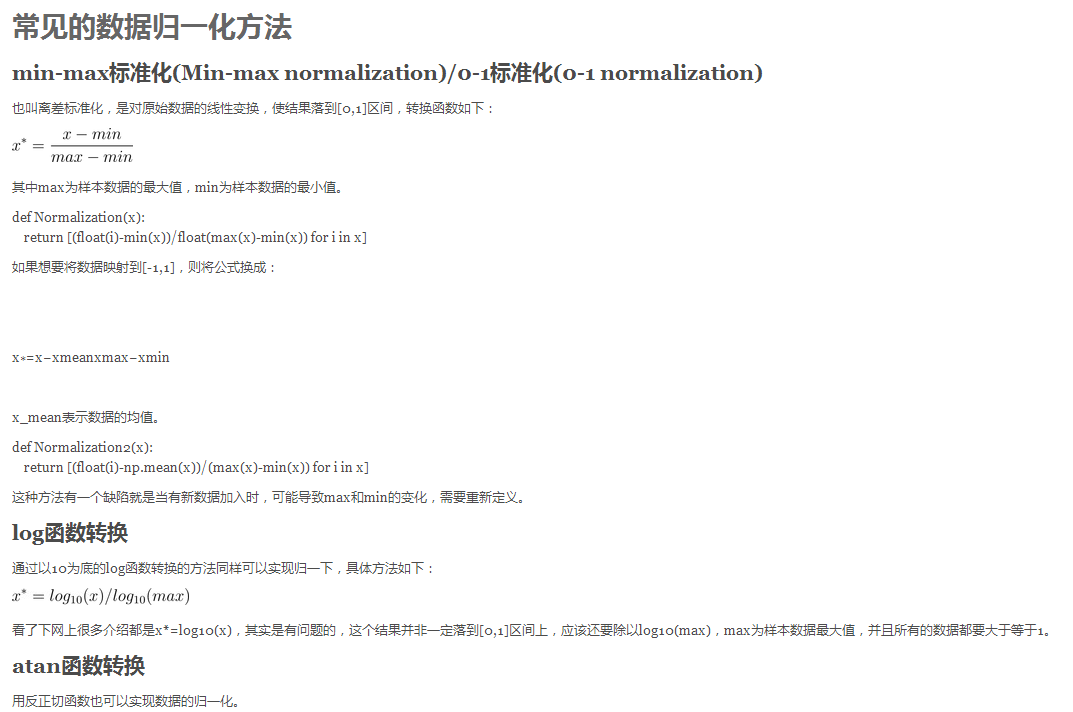 常见的数据归一化方法
min-max标准化(Min-max normalization)/0-1标准化(0-1 normalization)
也叫离差标准化，是对原始数据的线性变换，使结果落到[0,1]区间，转换函数如下：
x* = (x − min)/(max − min)
其中max为样本数据的最大值，min为样本数据的最小值。
def Normalization(x):
return [(float(i)-min(x))/float(max(x)-min(x)) for i in x]
如果想要将数据映射到[-1,1]，则将公式换成：
x∗=x−xmeanxmax−xmin
x_mean表示数据的均值。
def Normalization2(x):
return [(float(i)-np.mean(x))/(max(x)-min(x)) for i in x]
这种方法有一个缺陷就是当有新数据加入时，可能导致max和min的变化，需要重新定义。
log函数转换
通过以10为底的log函数转换的方法同样可以实现归一下，具体方法如下：
x* = log₁₀(x)/log₁₀(max)
看了下网上很多介绍都是x*=log10(x)，其实是有问题的，这个结果并非一定落到[0,1]区间上，应该还要除以log10(max)，max为样本数据最大值，并且所有的数据都要大于等于1。
atan函数转换
用反正切函数也可以实现数据的归一化。